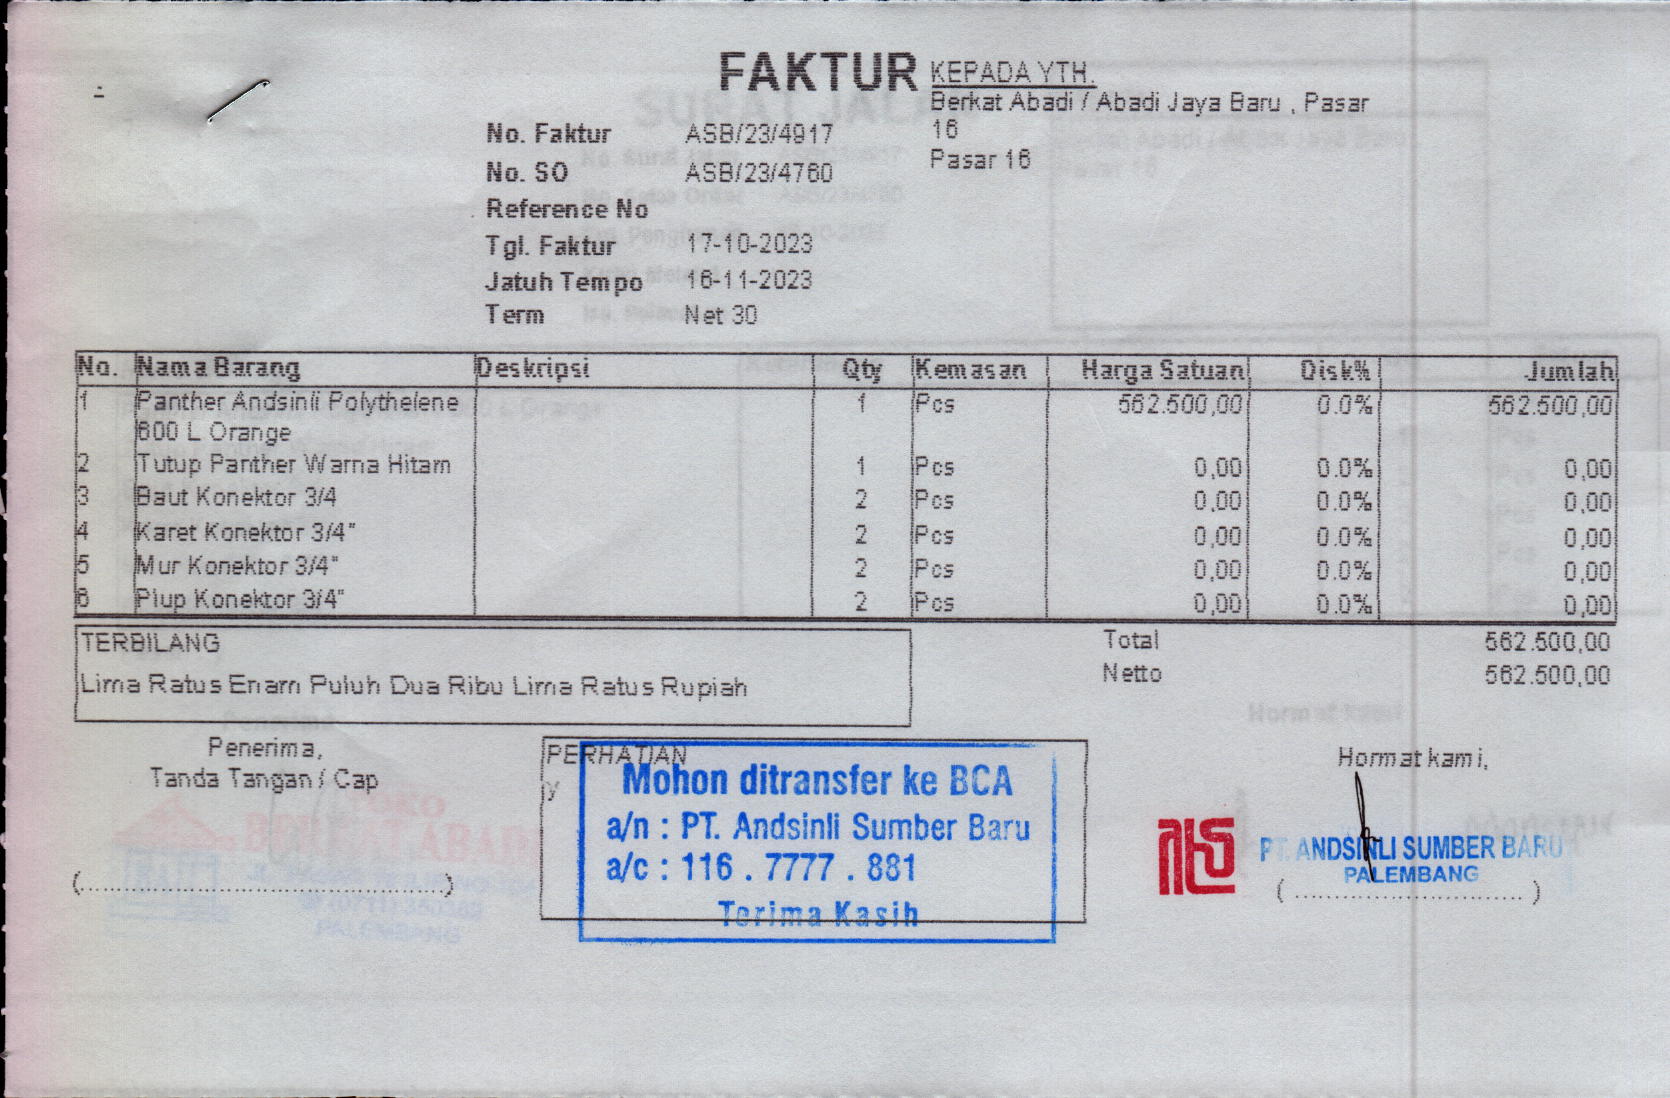 FAKTUR
KEPADA YTH.
Berkat Abadi / Abadi Jaya Baru , Pasar
16
Pasar 16
No. Faktur ASB/23/4917
No. SO ASB/23/4760
Reference No
Tgl. Faktur 17-10-2023
Jatuh Tempo 16-11-2023
Term Net 30
No. Nama Barang Deskripsi Qty Kemasan Harga Satuan Disk% Jumlah
1 Panther Andsinli Polythelene 1 Pcs 562.500,00 0.0% 562.500,00
600 L Orange
2 Tutup Panther Warna Hitam 1 Pcs 0,00 0.0% 0,00
3 Baut Konektor 3/4 2 Pcs 0,00 0.0% 0,00
4 Karet Konektor 3/4" 2 Pcs 0,00 0.0% 0,00
5 Mur Konektor 3/4" 2 Pcs 0,00 0.0% 0,00
6 Plup Konektor 3/4" 2 Pcs 0,00 0.0% 0,00
TERBILANG
Lima Ratus Enam Puluh Dua Ribu Lima Ratus Rupiah
Total 562.500,00
Netto 562.500,00
Penerima,
Tanda Tangan / Cap
(....................................................)
PERHATIAN
y
Mohon ditransfer ke BCA
a/n : PT. Andsinli Sumber Baru
a/c : 116 . 7777 . 881
Terima Kasih
Hormat kami,
PT. ANDSINLI SUMBER BARU
PALEMBANG
( ............................... )